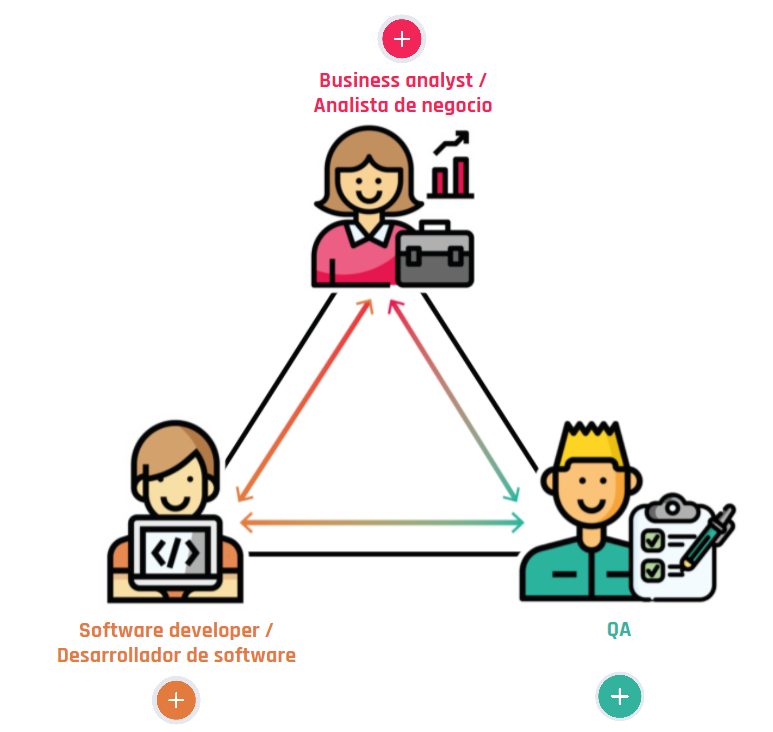 Business analyst /
Analista de negocio
</>
Software developer /
Desarrollador de software
QA